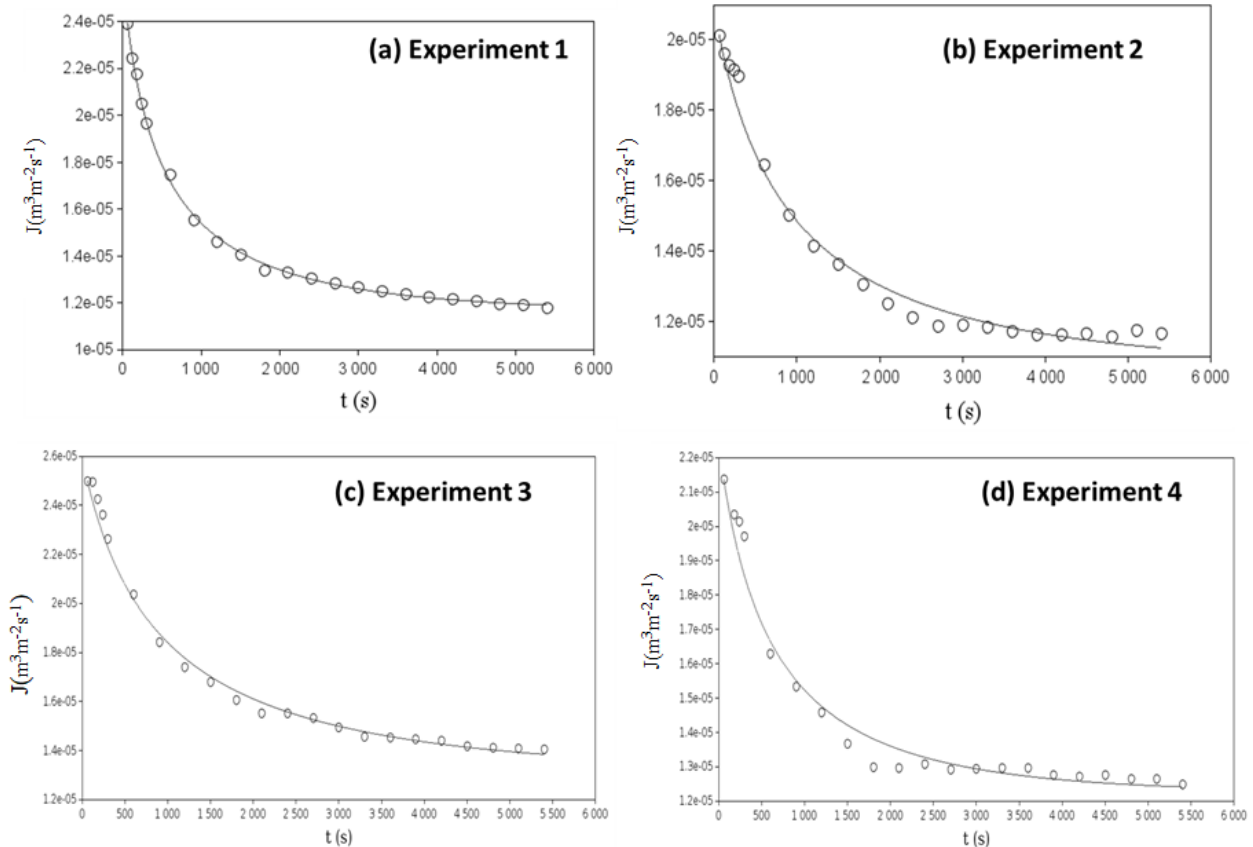 (a) Experiment 1
J(m³m⁻²s⁻¹)
2.4e-05
2.2e-05
2e-05
1.8e-05
1.6e-05
1.4e-05
1.2e-05
1e-05
0 1 000 2 000 3 000 4 000 5 000 6 000
t (s)
(b) Experiment 2
J(m³m⁻²s⁻¹)
2e-05
1.8e-05
1.6e-05
1.4e-05
1.2e-05
0 1 000 2 000 3 000 4 000 5 000 6 000
t (s)
(c) Experiment 3
J(m³m⁻²s⁻¹)
2.6e-05
2.4e-05
2.2e-05
2e-05
1.8e-05
1.6e-05
1.4e-05
1.2e-05
0 500 1 000 1 500 2 000 2 500 3 000 3 500 4 000 4 500 5 000 5 500 6 000
t (s)
(d) Experiment 4
J(m³m⁻²s⁻¹)
2.2e-05
2.1e-05
2e-05
1.9e-05
1.8e-05
1.7e-05
1.6e-05
1.5e-05
1.4e-05
1.3e-05
1.2e-05
0 500 1 000 1 500 2 000 2 500 3 000 3 500 4 000 4 500 5 000 5 500 6 000
t (s)